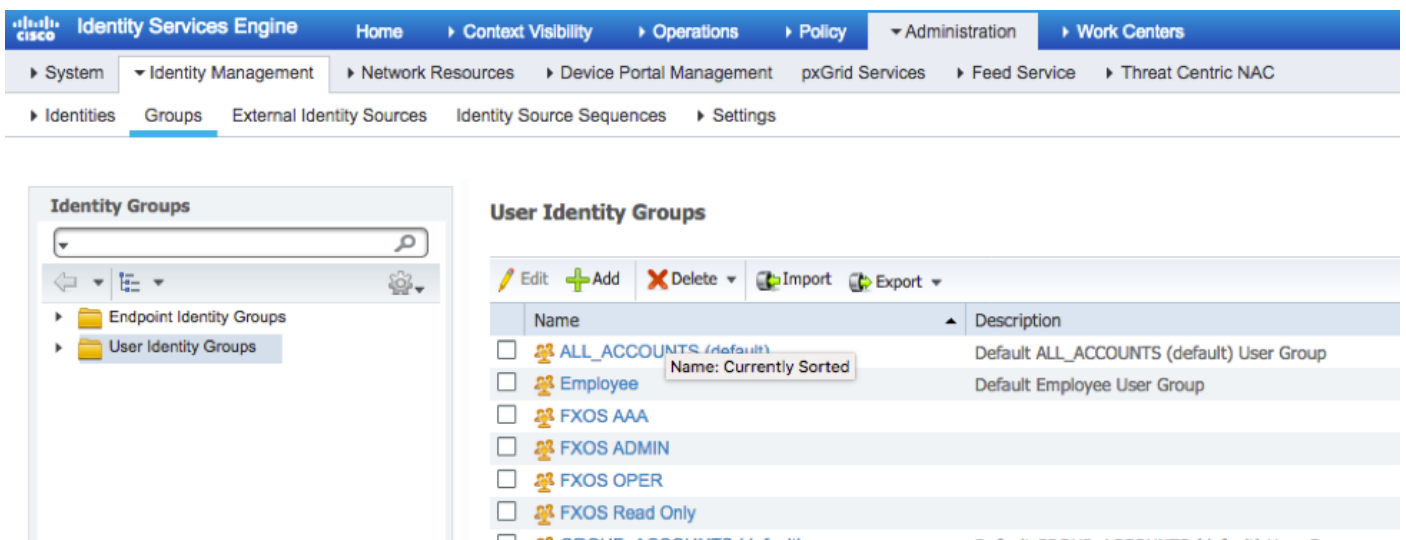 cisco Identity Services Engine Home Context Visibility Operations Policy Administration Work Centers
System Identity Management Network Resources Device Portal Management pxGrid Services Feed Service Threat Centric NAC
Identities Groups External Identity Sources Identity Source Sequences Settings
Identity Groups
Endpoint Identity Groups
User Identity Groups
User Identity Groups
Edit Add Delete Import Export
Name Description
ALL_ACCOUNTS (default) Default ALL_ACCOUNTS (default) User Group
Name: Currently Sorted
Employee Default Employee User Group
FXOS AAA
FXOS ADMIN
FXOS OPER
FXOS Read Only